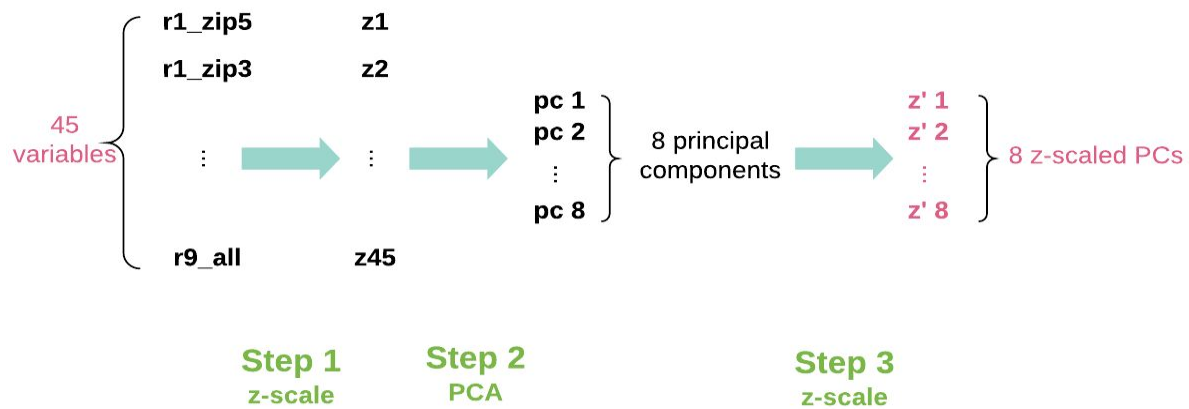 r1_zip5
z1
r1_zip3
z2
45
variables
⋮
⋮
r9_all
z45
pc 1
pc 2
⋮
pc 8
8 principal
components
z' 1
z' 2
⋮
z' 8
8 z-scaled PCs
Step 1
z-scale
Step 2
PCA
Step 3
z-scale